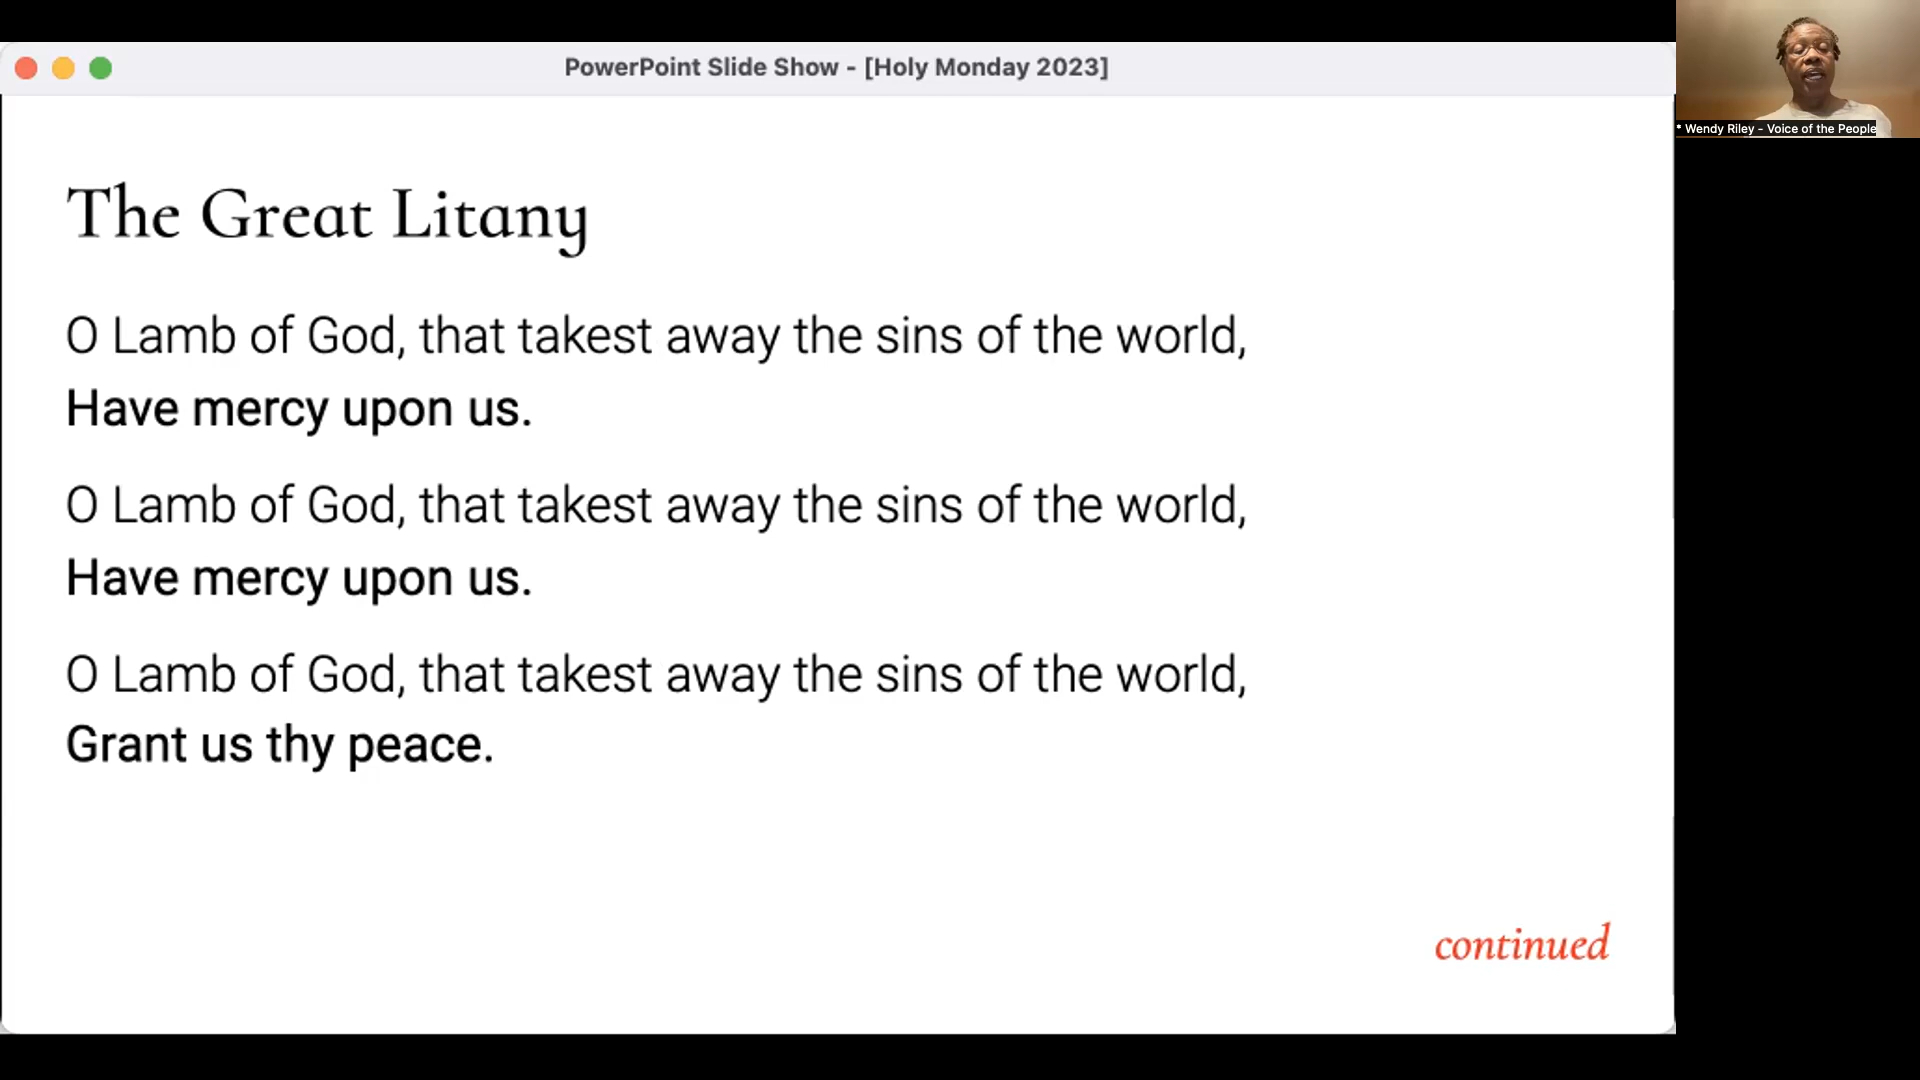 PowerPoint Slide Show - [Holy Monday 2023]
* Wendy Riley - Voice of the People
The Great Litany
O Lamb of God, that takest away the sins of the world,
Have mercy upon us.
O Lamb of God, that takest away the sins of the world,
Have mercy upon us.
O Lamb of God, that takest away the sins of the world,
Grant us thy peace.
continued